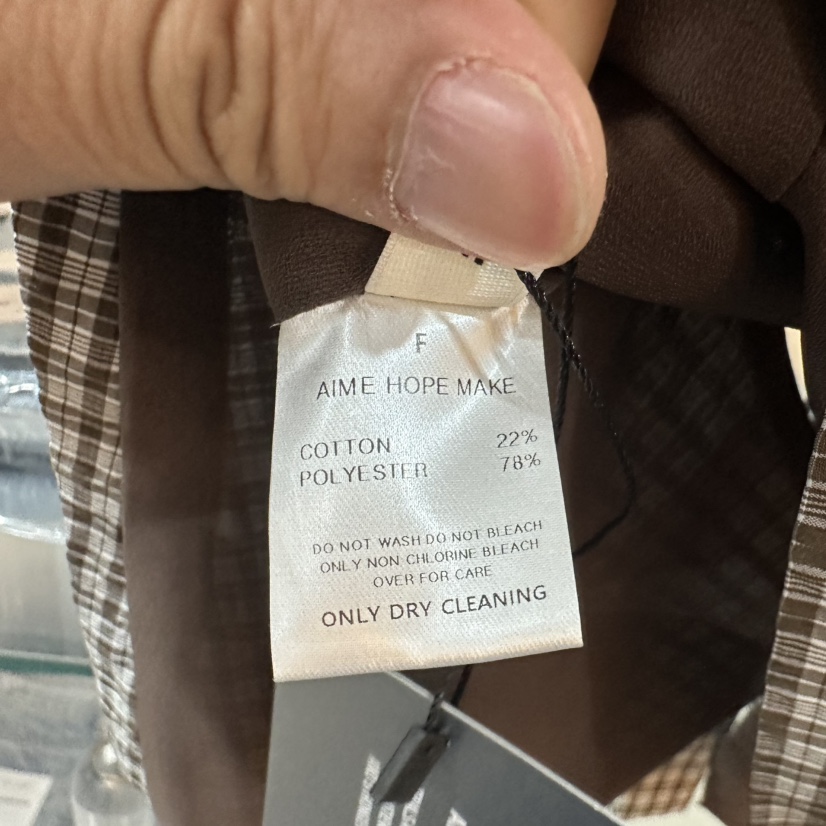 F
AIME HOPE MAKE
COTTON 22%
POLYESTER 78%
DO NOT WASH DO NOT BLEACH
ONLY NON CHLORINE BLEACH
OVER FOR CARE
ONLY DRY CLEANING